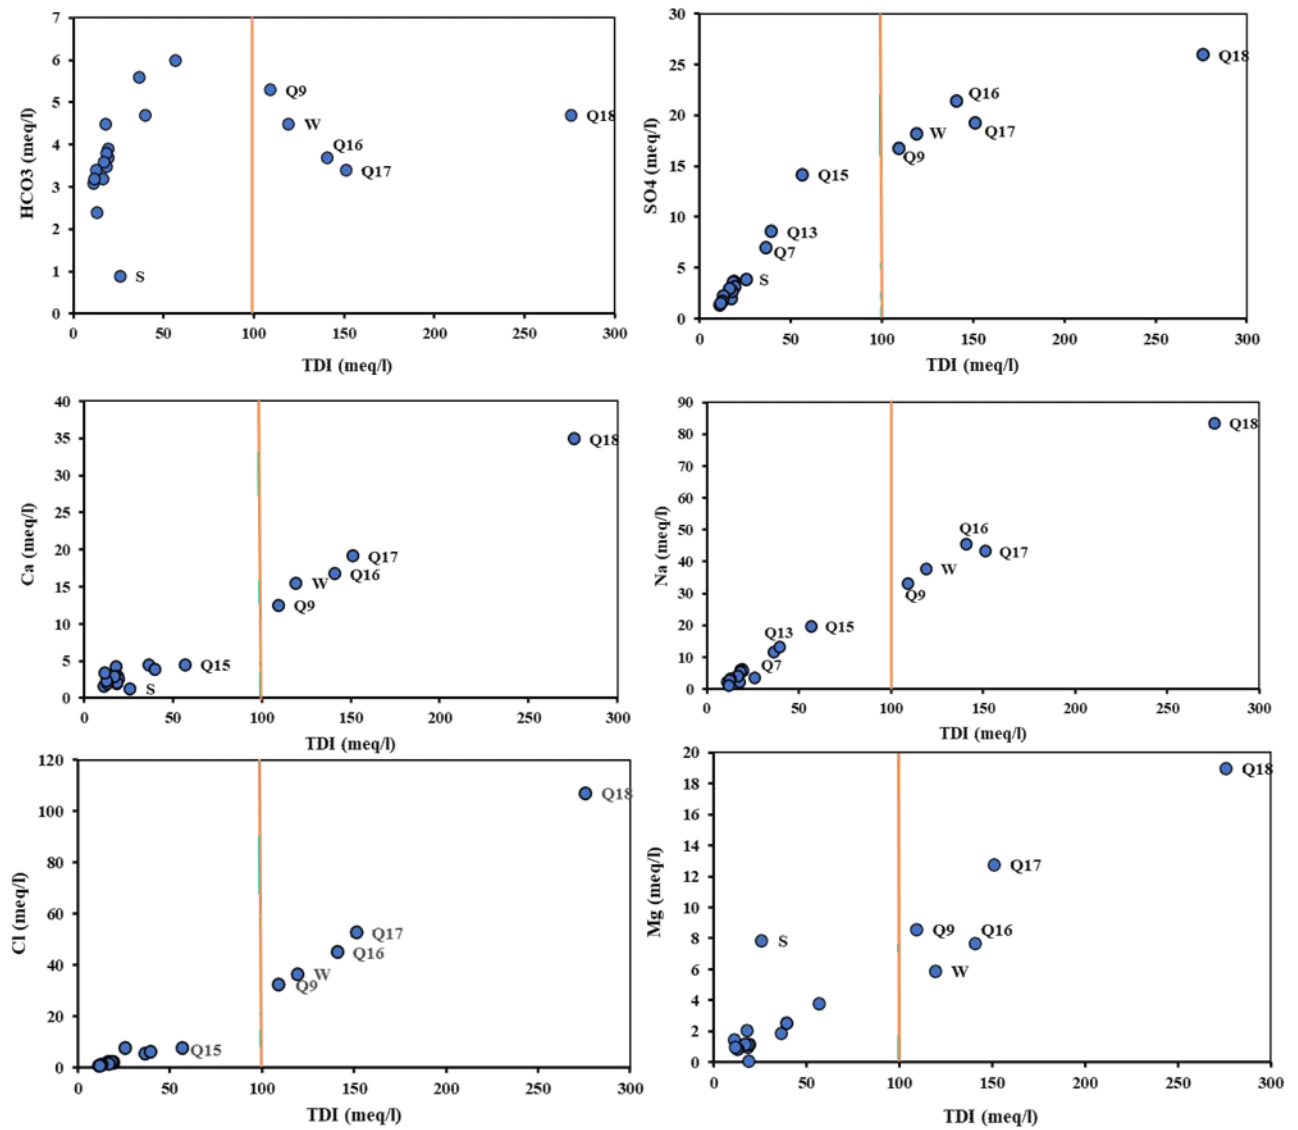 7
6
5
4
3
2
1
0
HCO3 (meq/l)
Q9
W
Q16
Q17
Q18
S
0 50 100 150 200 250 300
TDI (meq/l)
30
25
20
15
10
5
0
SO4 (meq/l)
Q18
Q16
Q17
W
Q9
Q15
Q13
Q7
S
0 50 100 150 200 250 300
TDI (meq/l)
40
35
30
25
20
15
10
5
0
Ca (meq/l)
Q18
Q17
Q16
W
Q9
Q15
S
0 50 100 150 200 250 300
TDI (meq/l)
90
80
70
60
50
40
30
20
10
0
Na (meq/l)
Q18
Q16
Q17
W
Q9
Q13
Q15
Q7
0 50 100 150 200 250 300
TDI (meq/l)
120
100
80
60
40
20
0
Cl (meq/l)
Q18
Q17
Q16
W
Q9
Q15
0 50 100 150 200 250 300
TDI (meq/l)
20
18
16
14
12
10
8
6
4
2
0
Mg (meq/l)
Q18
Q17
Q9
Q16
S
W
0 50 100 150 200 250 300
TDI (meq/l)